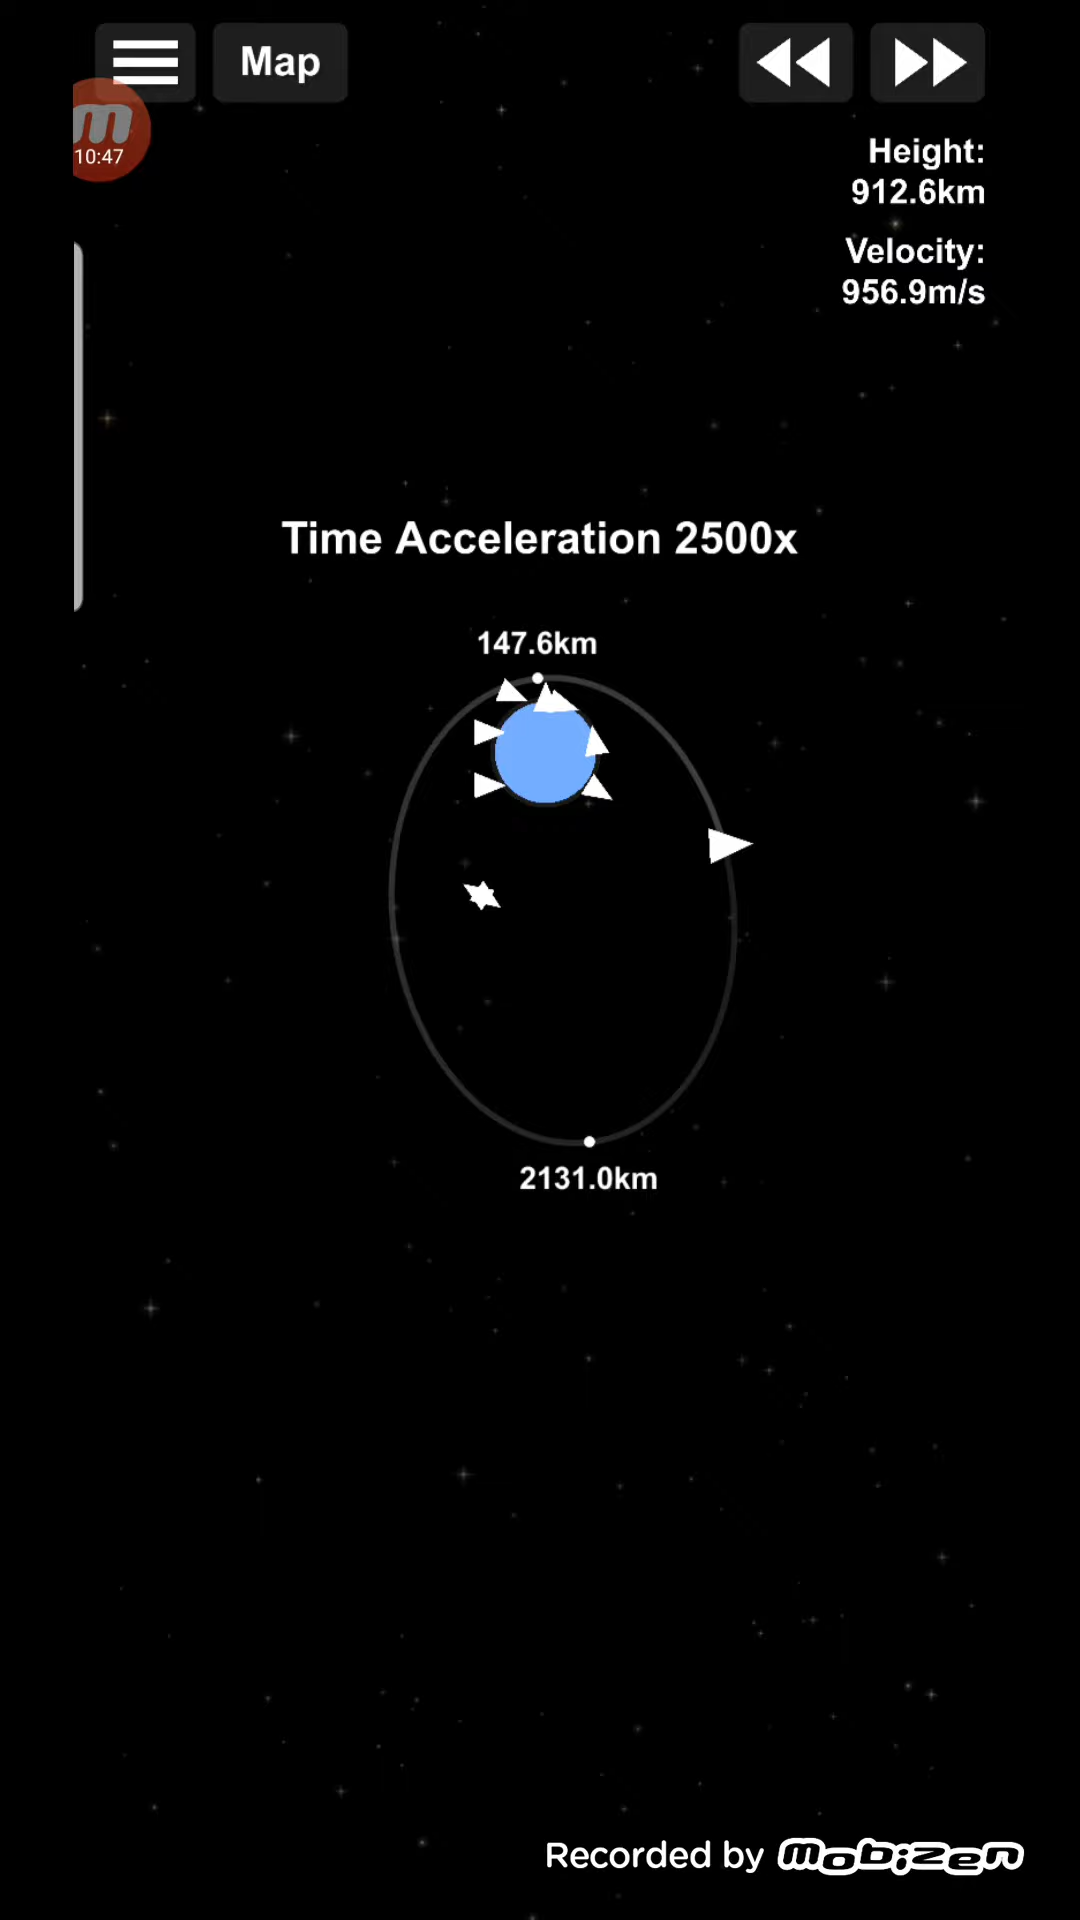 Map
m
10:47
Height:
912.6km
Velocity:
956.9m/s
Time Acceleration 2500x
147.6km
2131.0km
Recorded by mobizen